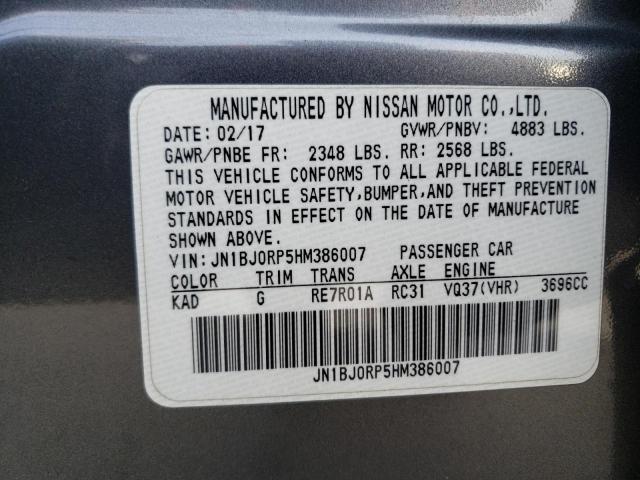 MANUFACTURED BY NISSAN MOTOR CO.,LTD.
DATE: 02/17 GVWR/PNBV: 4883 LBS.
GAWR/PNBE FR: 2348 LBS. RR: 2568 LBS.
THIS VEHICLE CONFORMS TO ALL APPLICABLE FEDERAL
MOTOR VEHICLE SAFETY,BUMPER,AND THEFT PREVENTION
STANDARDS IN EFFECT ON THE DATE OF MANUFACTURE
SHOWN ABOVE.
VIN: JN1BJ0RP5HM386007 PASSENGER CAR
COLOR TRIM TRANS AXLE ENGINE
KAD G RE7R01A RC31 VQ37(VHR) 3696CC
JN1BJ0RP5HM386007